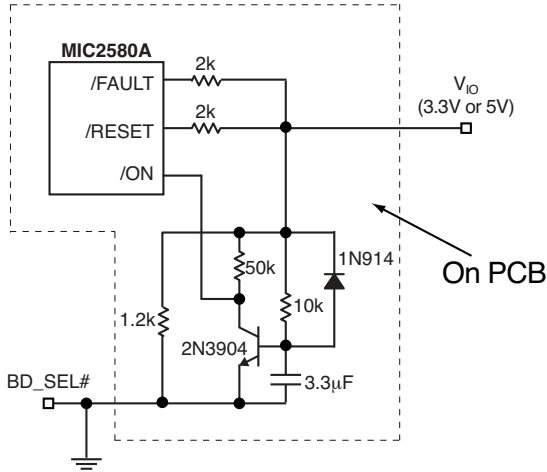 MIC2580A
2k
/FAULT
V_IO
(3.3V or 5V)
2k
/RESET
/ON
1N914
On PCB
50k
10k
1.2k
2N3904
3.3µF
BD_SEL#